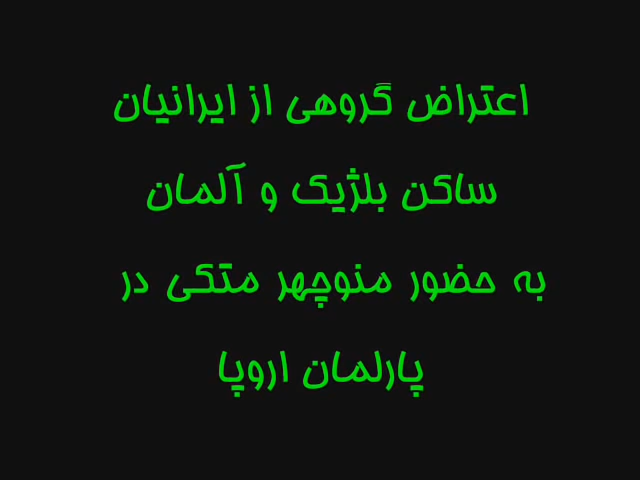 اعتراض گروهی از ایرانیان
ساکن بلژیک و آلمان
به حضور منوچهر متکی در
پارلمان اروپا